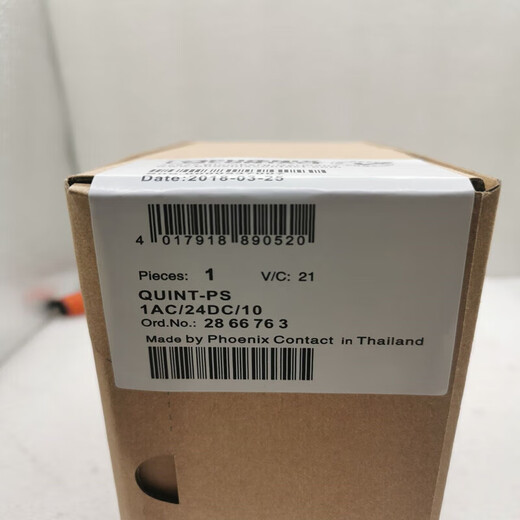 Date:2018-03-25
4 017918 890520
Pieces: 1 V/C: 21
QUINT-PS
1AC/24DC/10
Ord.No.: 28 66 76 3
Made by Phoenix Contact in Thailand